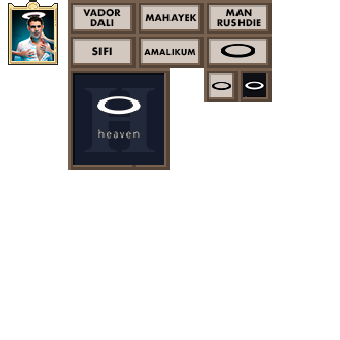 VADOR
DALI
MAHAYEK
MAN
RUSHDIE
SIFI
AMALIKUM
heaven